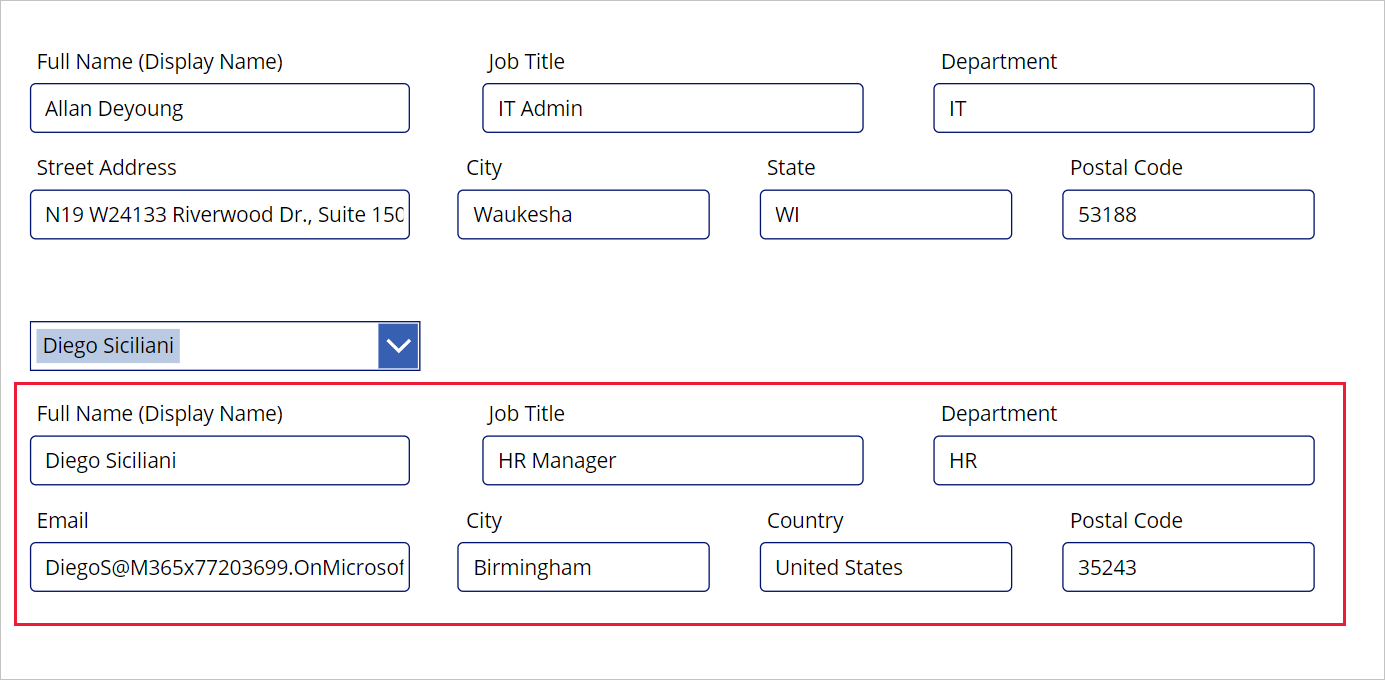 Full Name (Display Name) Job Title Department
Allan Deyoung IT Admin IT
Street Address City State Postal Code
N19 W24133 Riverwood Dr., Suite 150 Waukesha WI 53188
Diego Siciliani
Full Name (Display Name) Job Title Department
Diego Siciliani HR Manager HR
Email City Country Postal Code
DiegoS@M365x77203699.OnMicrosof Birmingham United States 35243